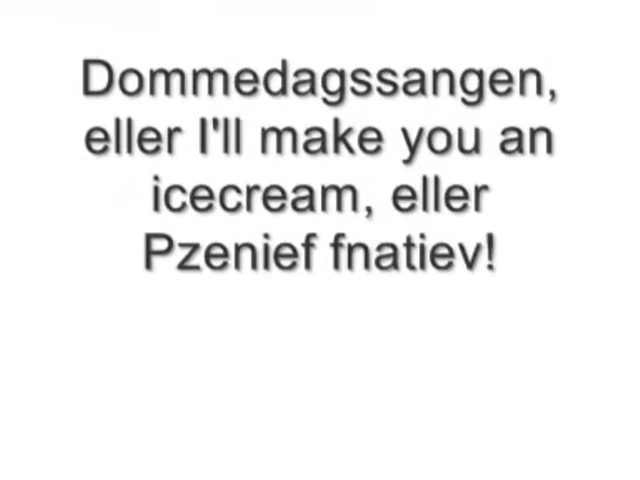 Dommedagssangen,
eller I'll make you an
icecream, eller
Pzenief fnatiev!